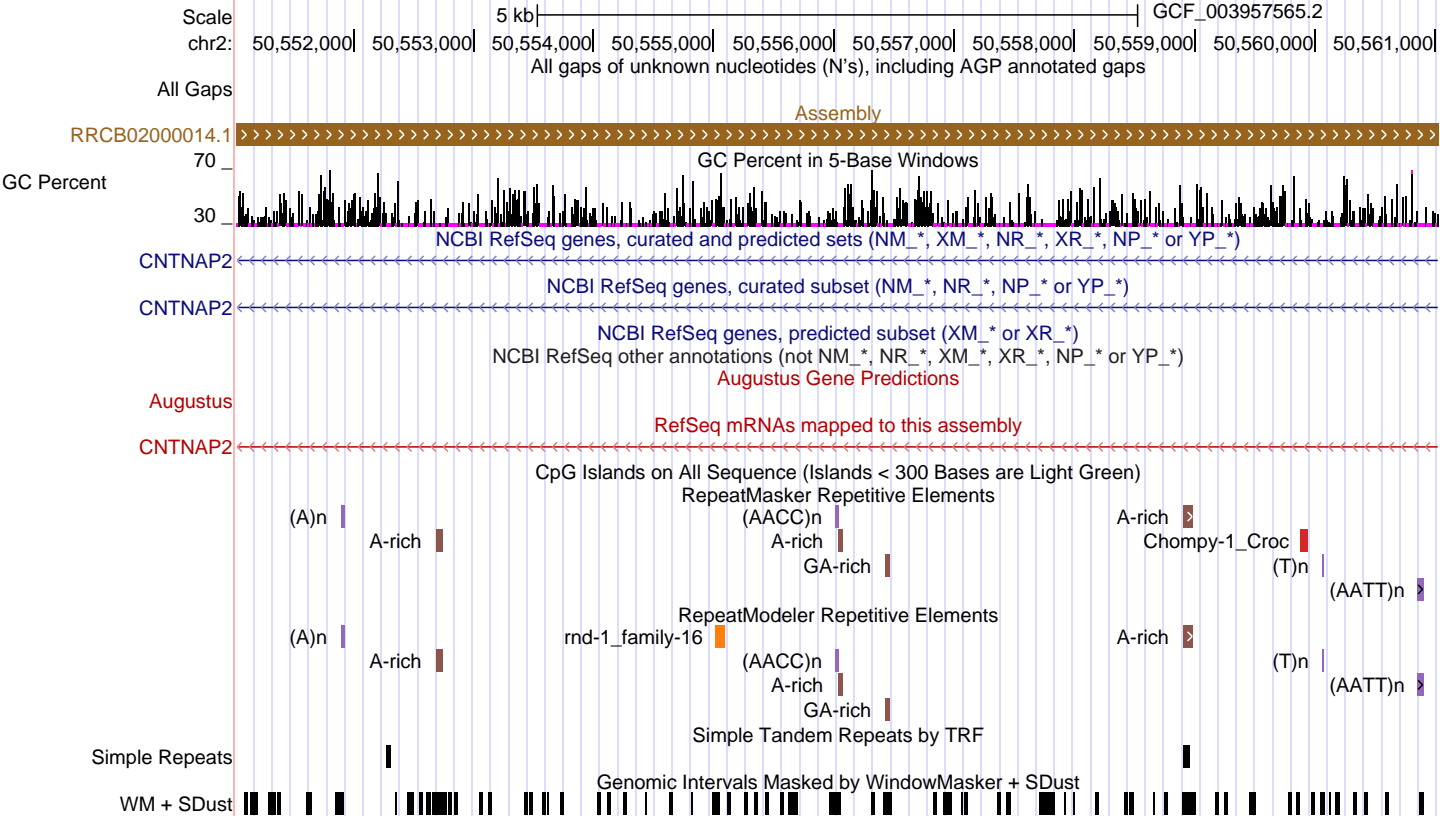 Scale 5 kb GCF_003957565.2
chr2: 50,552,000 50,553,000 50,554,000 50,555,000 50,556,000 50,557,000 50,558,000 50,559,000 50,560,000 50,561,000
All gaps of unknown nucleotides (N's), including AGP annotated gaps
All Gaps
Assembly
RRCB02000014.1
70 GC Percent in 5-Base Windows
GC Percent
30
NCBI RefSeq genes, curated and predicted sets (NM_*, XM_*, NR_*, XR_*, NP_* or YP_*)
CNTNAP2
NCBI RefSeq genes, curated subset (NM_*, NR_*, NP_* or YP_*)
CNTNAP2
NCBI RefSeq genes, predicted subset (XM_* or XR_*)
NCBI RefSeq other annotations (not NM_*, NR_*, XM_*, XR_*, NP_* or YP_*)
Augustus Gene Predictions
Augustus
RefSeq mRNAs mapped to this assembly
CNTNAP2
CpG Islands on All Sequence (Islands < 300 Bases are Light Green)
RepeatMasker Repetitive Elements
(A)n (AACC)n A-rich
A-rich A-rich Chompy-1_Croc
GA-rich (T)n
(AATT)n
RepeatModeler Repetitive Elements
(A)n rnd-1_family-16 A-rich
A-rich (AACC)n (T)n
A-rich (AATT)n
GA-rich
Simple Tandem Repeats by TRF
Simple Repeats
Genomic Intervals Masked by WindowMasker + SDust
WM + SDust